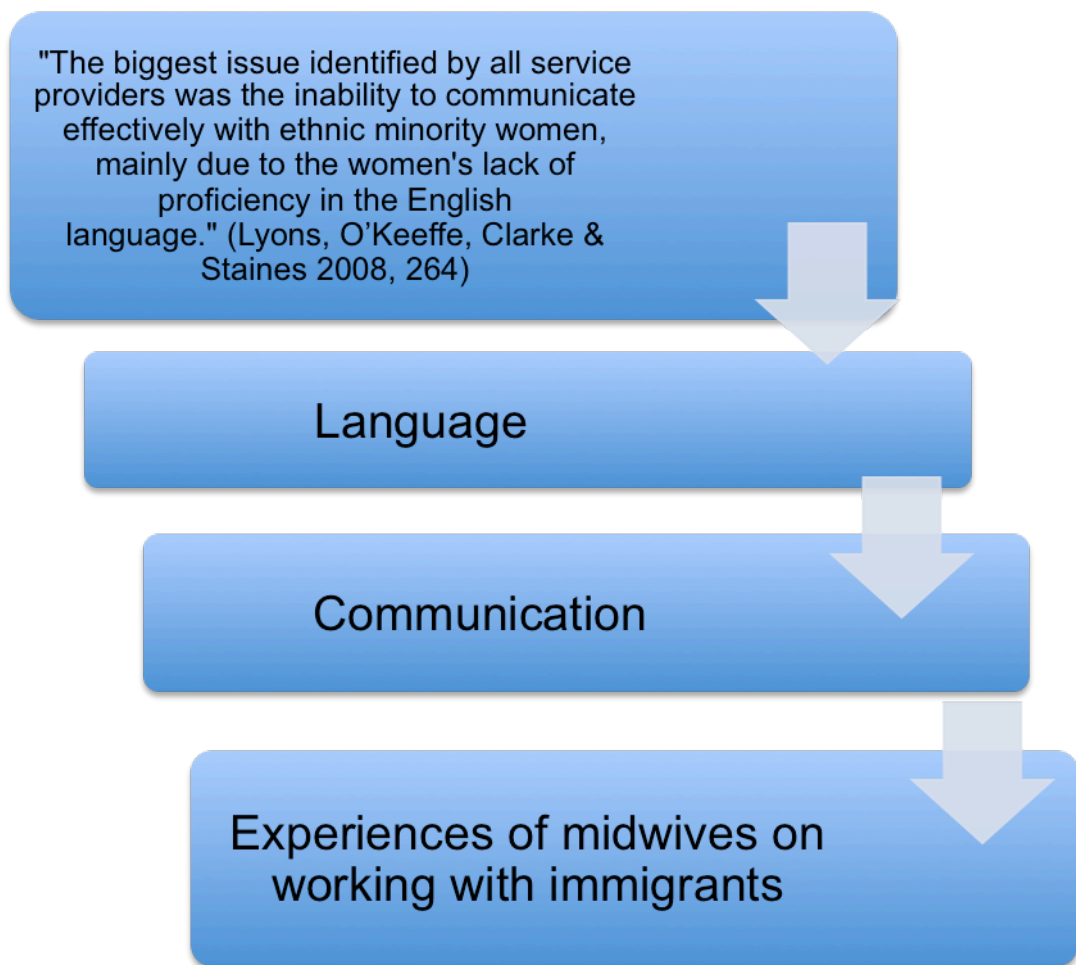 "The biggest issue identified by all service
providers was the inability to communicate
effectively with ethnic minority women,
mainly due to the women's lack of
proficiency in the English
language." (Lyons, O’Keeffe, Clarke &
Staines 2008, 264)
Language
Communication
Experiences of midwives on
working with immigrants